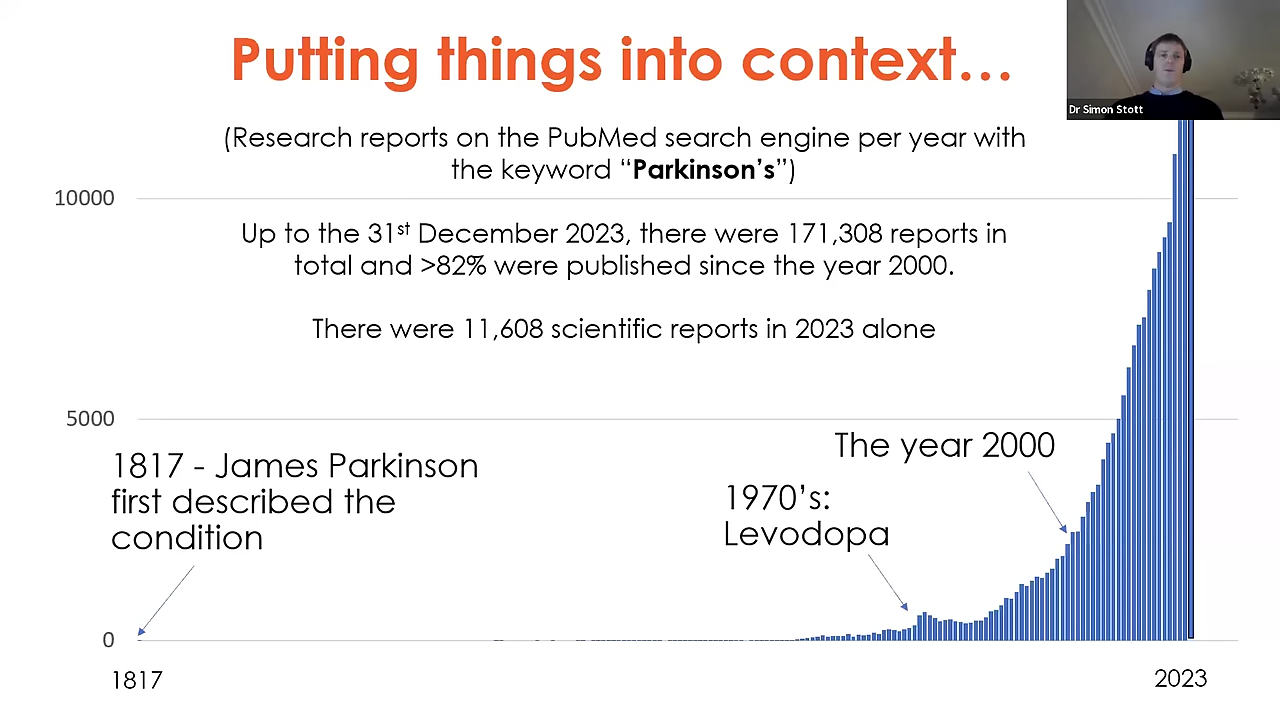 Putting things into context…
Dr Simon Stott
(Research reports on the PubMed search engine per year with
the keyword “Parkinson’s”)
10000
Up to the 31st December 2023, there were 171,308 reports in
total and >82% were published since the year 2000.
There were 11,608 scientific reports in 2023 alone
5000
The year 2000
1817 - James Parkinson
first described the
condition
1970’s:
Levodopa
0
1817
2023